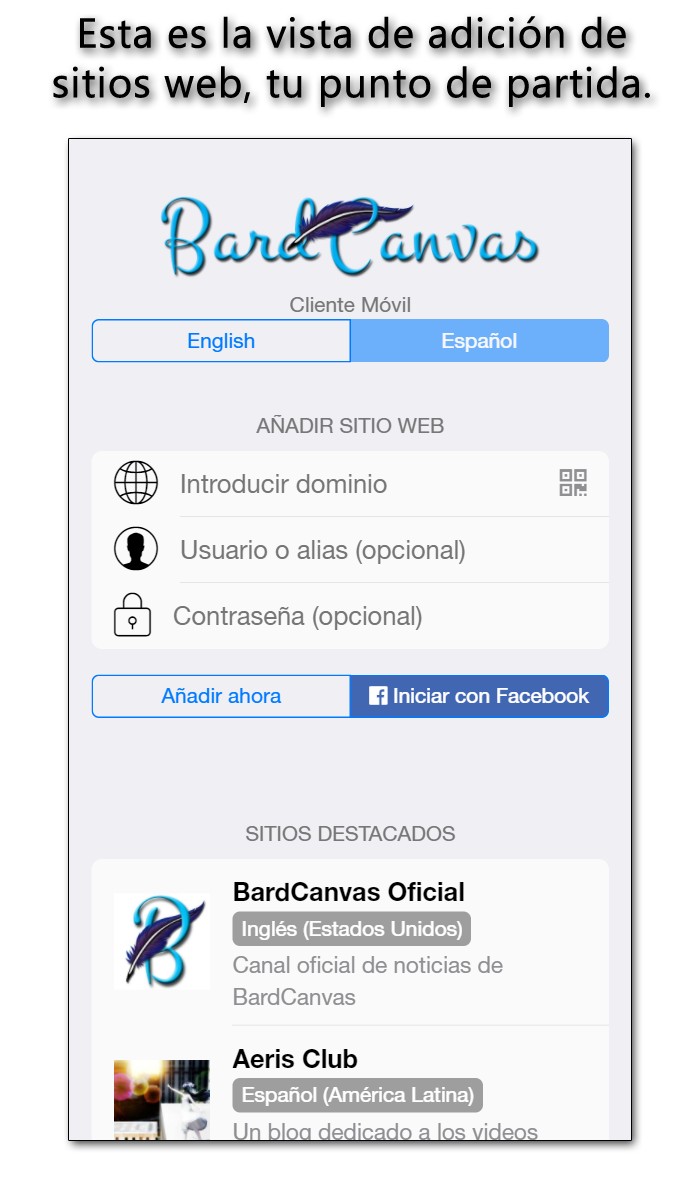 Esta es la vista de adición de
sitios web, tu punto de partida.
BardCanvas
Cliente Móvil
English
Español
AÑADIR SITIO WEB
Introducir dominio
Usuario o alias (opcional)
Contraseña (opcional)
Añadir ahora
Iniciar con Facebook
SITIOS DESTACADOS
BardCanvas Oficial
Inglés (Estados Unidos)
Canal oficial de noticias de
BardCanvas
Aeris Club
Español (América Latina)
Un blog dedicado a los videos